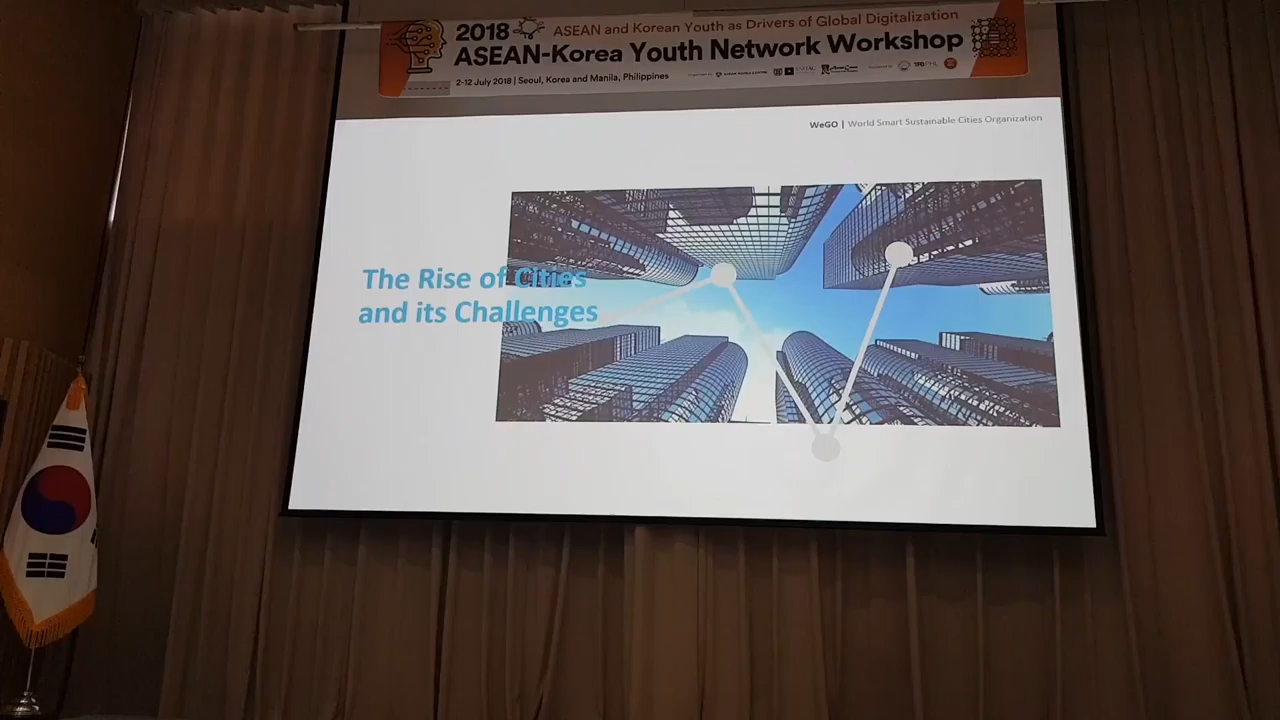 2018
ASEAN and Korean Youth as Drivers of Global Digitalization
ASEAN-Korea Youth Network Workshop
2-12 July 2018 | Seoul, Korea and Manila, Philippines
WeGO | World Smart Sustainable Cities Organization
The Rise of Cities
and its Challenges